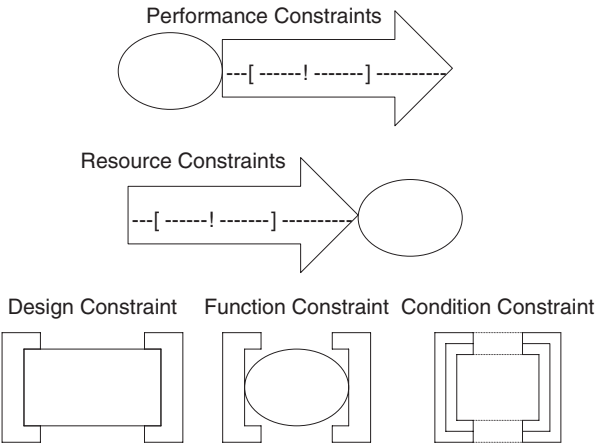 Performance Constraints
---[ ------! -------] -----------
Resource Constraints
---[ ------! -------] -----------
Design Constraint Function Constraint Condition Constraint